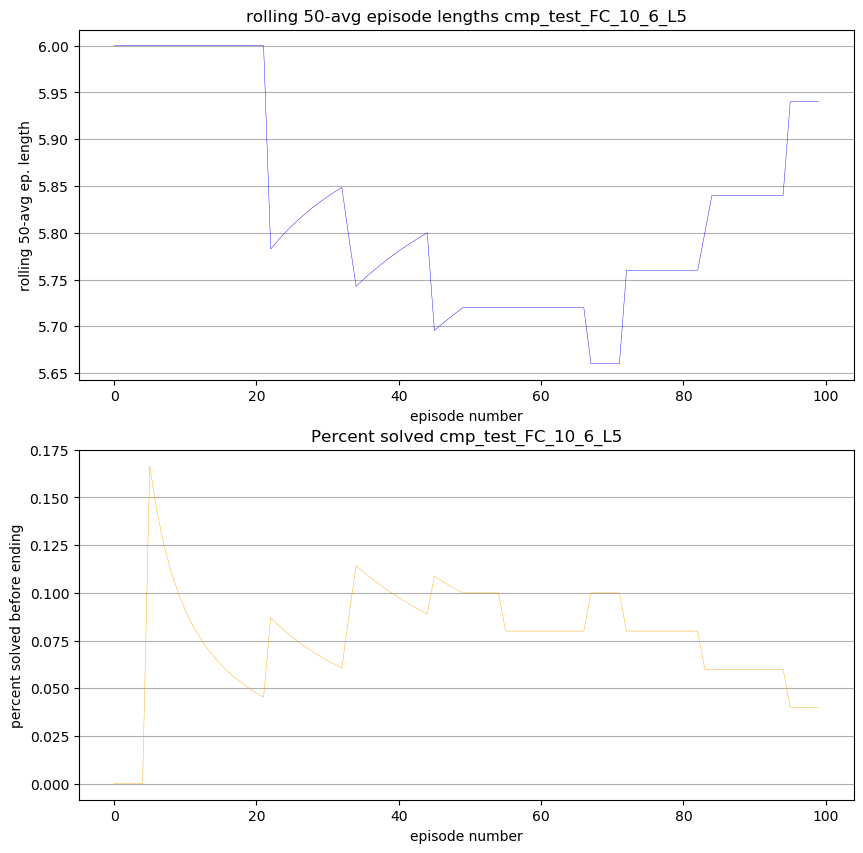 rolling 50-avg episode lengths cmp_test_FC_10_6_L5
rolling 50-avg ep. length
6.00
5.95
5.90
5.85
5.80
5.75
5.70
5.65
0 20 40 60 80 100
episode number
Percent solved cmp_test_FC_10_6_L5
percent solved before ending
0.175
0.150
0.125
0.100
0.075
0.050
0.025
0.000
0 20 40 60 80 100
episode number